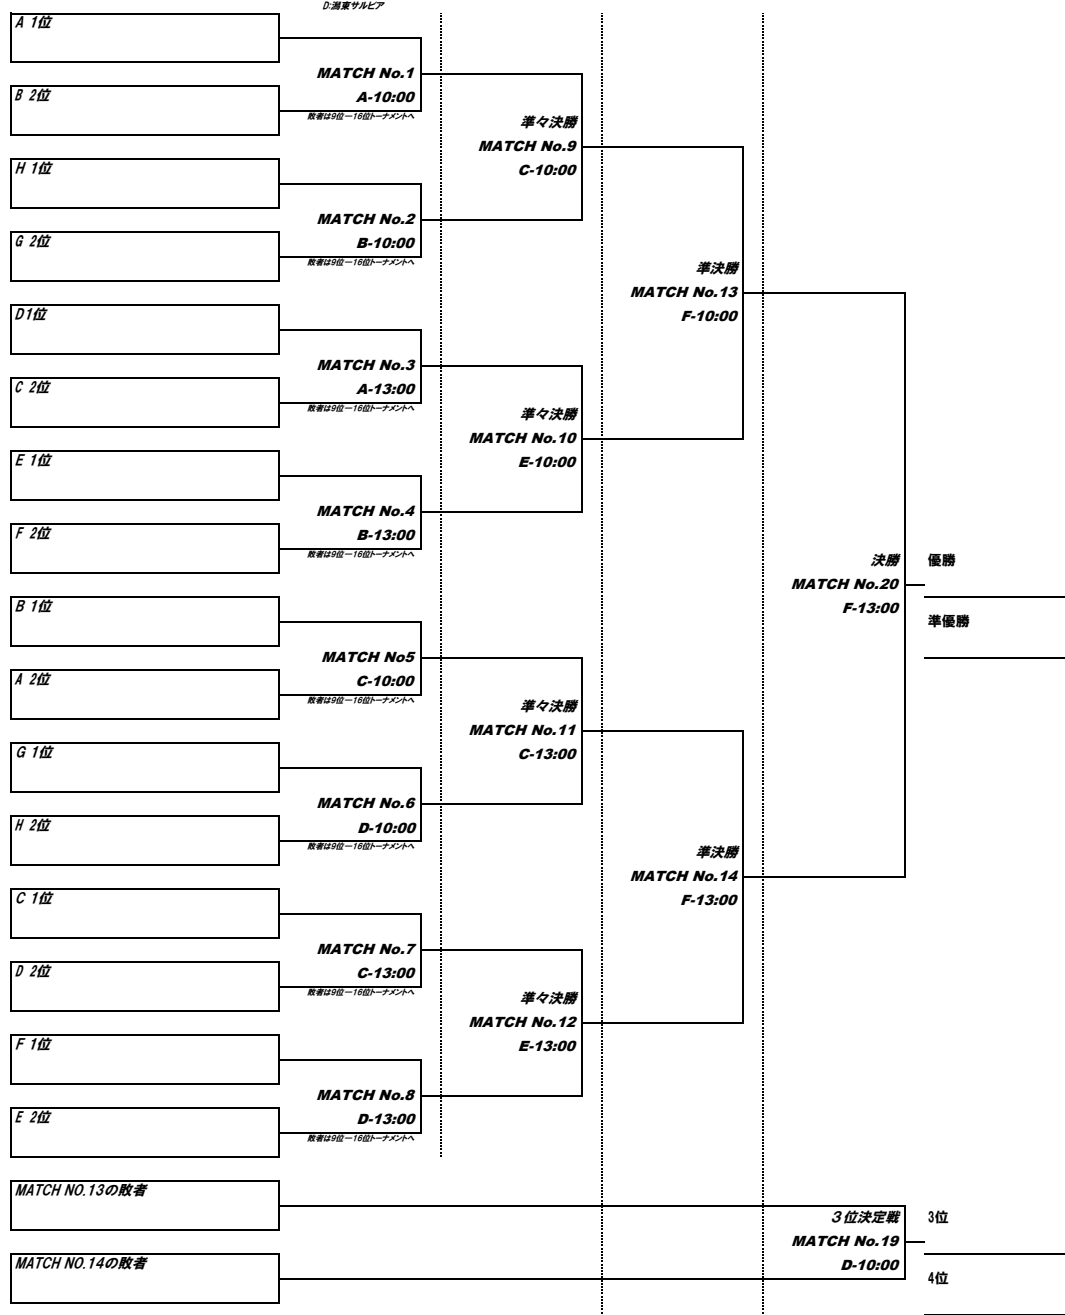 D:潟東サルビア
A 1位
MATCH No.1
B 2位
A-10:00
敗者は9位－16位トーナメントへ
準々決勝
MATCH No.9
H 1位
C-10:00
MATCH No.2
G 2位
B-10:00
敗者は9位－16位トーナメントへ
準決勝
MATCH No.13
D1位
F-10:00
MATCH No.3
C 2位
A-13:00
敗者は9位－16位トーナメントへ
準々決勝
MATCH No.10
E 1位
E-10:00
MATCH No.4
F 2位
B-13:00
敗者は9位－16位トーナメントへ
決勝
優勝
MATCH No.20
B 1位
F-13:00
準優勝
MATCH No5
A 2位
C-10:00
敗者は9位－16位トーナメントへ
準々決勝
MATCH No.11
G 1位
C-13:00
MATCH No.6
H 2位
D-10:00
敗者は9位－16位トーナメントへ
準決勝
MATCH No.14
C 1位
F-13:00
MATCH No.7
D 2位
C-13:00
敗者は9位－16位トーナメントへ
準々決勝
MATCH No.12
F 1位
E-13:00
MATCH No.8
E 2位
D-13:00
敗者は9位－16位トーナメントへ
MATCH NO.13の敗者
３位決定戦
3位
MATCH No.19
MATCH NO.14の敗者
D-10:00
4位